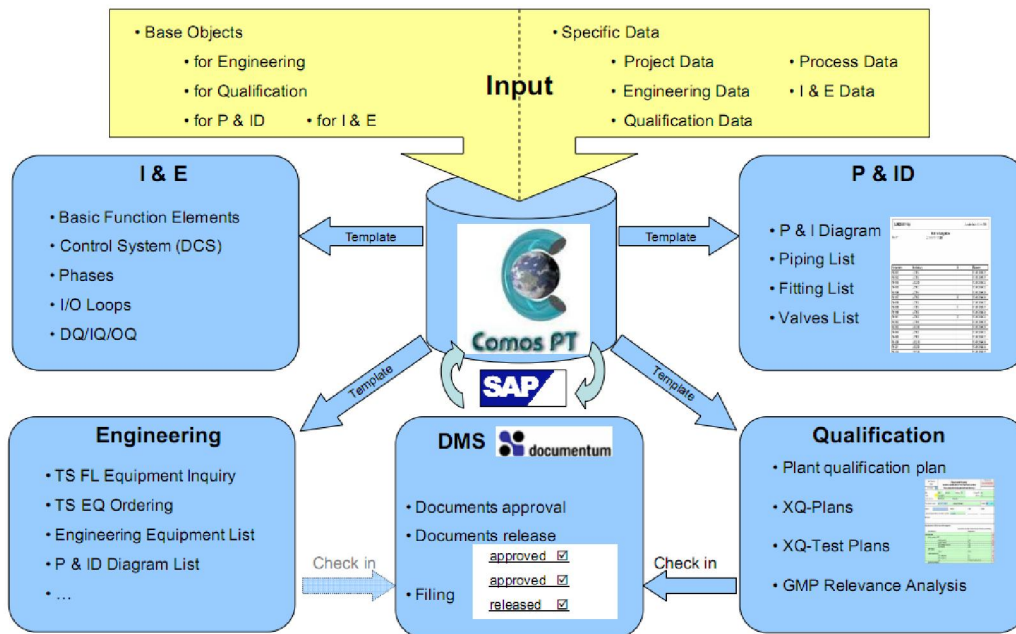 • Base Objects
• for Engineering
• for Qualification
• for P & ID • for I & E
Input
• Specific Data
• Project Data • Process Data
• Engineering Data • I & E Data
• Qualification Data
I & E
• Basic Function Elements
• Control System (DCS)
• Phases
• I/O Loops
• DQ/IQ/OQ
Template
Comos PT
SAP
Template
P & ID
• P & I Diagram
• Piping List
• Fitting List
• Valves List
Template
Template
Engineering
• TS FL Equipment Inquiry
• TS EQ Ordering
• Engineering Equipment List
• P & ID Diagram List
• ...
Check in
DMS documentum
• Documents approval
• Documents release
approved ☑
approved ☑
• Filing
released ☑
Check in
Qualification
• Plant qualification plan
• XQ-Plans
• XQ-Test Plans
• GMP Relevance Analysis